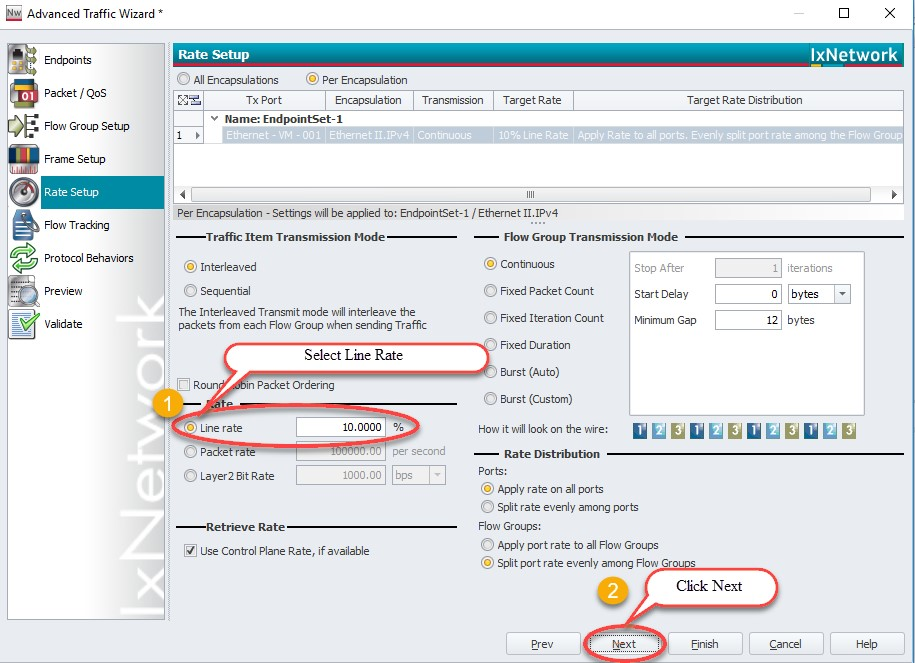 Nw Advanced Traffic Wizard *
Endpoints
Packet / QoS
Flow Group Setup
Frame Setup
Rate Setup
Flow Tracking
Protocol Behaviors
Preview
Validate
IxNetwork
Rate Setup
IxNetwork
All Encapsulations
Per Encapsulation
Tx Port Encapsulation Transmission Target Rate Target Rate Distribution
Name: EndpointSet-1
1 Ethernet - VM - 001 Ethernet II.IPv4 Continuous 10% Line Rate Apply Rate to all ports. Evenly split port rate among the Flow Group
Per Encapsulation - Settings will be applied to: EndpointSet-1 / Ethernet II.IPv4
Traffic Item Transmission Mode
Interleaved
Sequential
The Interleaved Transmit mode will interleave the
packets from each Flow Group when sending Traffic
Select Line Rate
Round Robin Packet Ordering
1
Rate
Line rate 10.0000 %
Packet rate 100000.00 per second
Layer2 Bit Rate 1000.00 bps
Retrieve Rate
Use Control Plane Rate, if available
Flow Group Transmission Mode
Continuous
Fixed Packet Count
Fixed Iteration Count
Fixed Duration
Burst (Auto)
Burst (Custom)
Stop After 1 iterations
Start Delay 0 bytes
Minimum Gap 12 bytes
How it will look on the wire: 1 2 3 1 2 3 1 2 3 1 2 3
Rate Distribution
Ports:
Apply rate on all ports
Split rate evenly among ports
Flow Groups:
Apply port rate to all Flow Groups
Split port rate evenly among Flow Groups
2
Click Next
Prev Next Finish Cancel Help